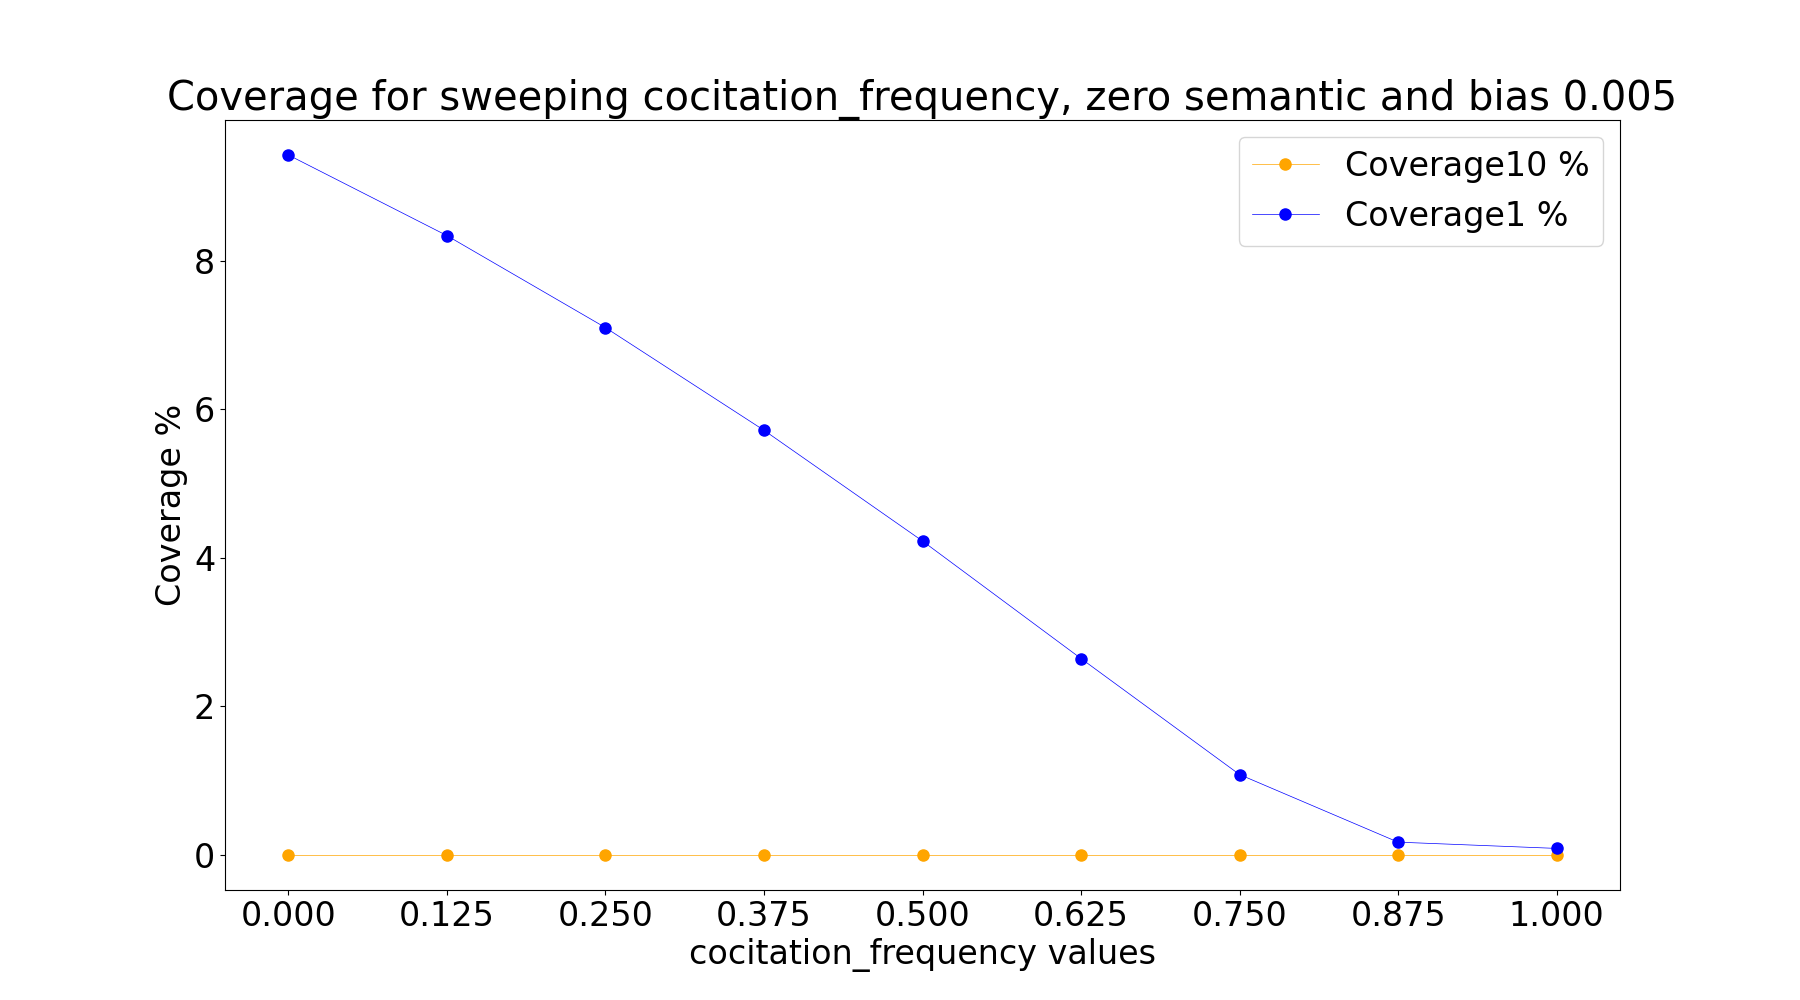 Coverage for sweeping cocitation_frequency, zero semantic and bias 0.005
Coverage10 %
Coverage1 %
8
6
4
2
0
Coverage %
0.000 0.125 0.250 0.375 0.500 0.625 0.750 0.875 1.000
cocitation_frequency values